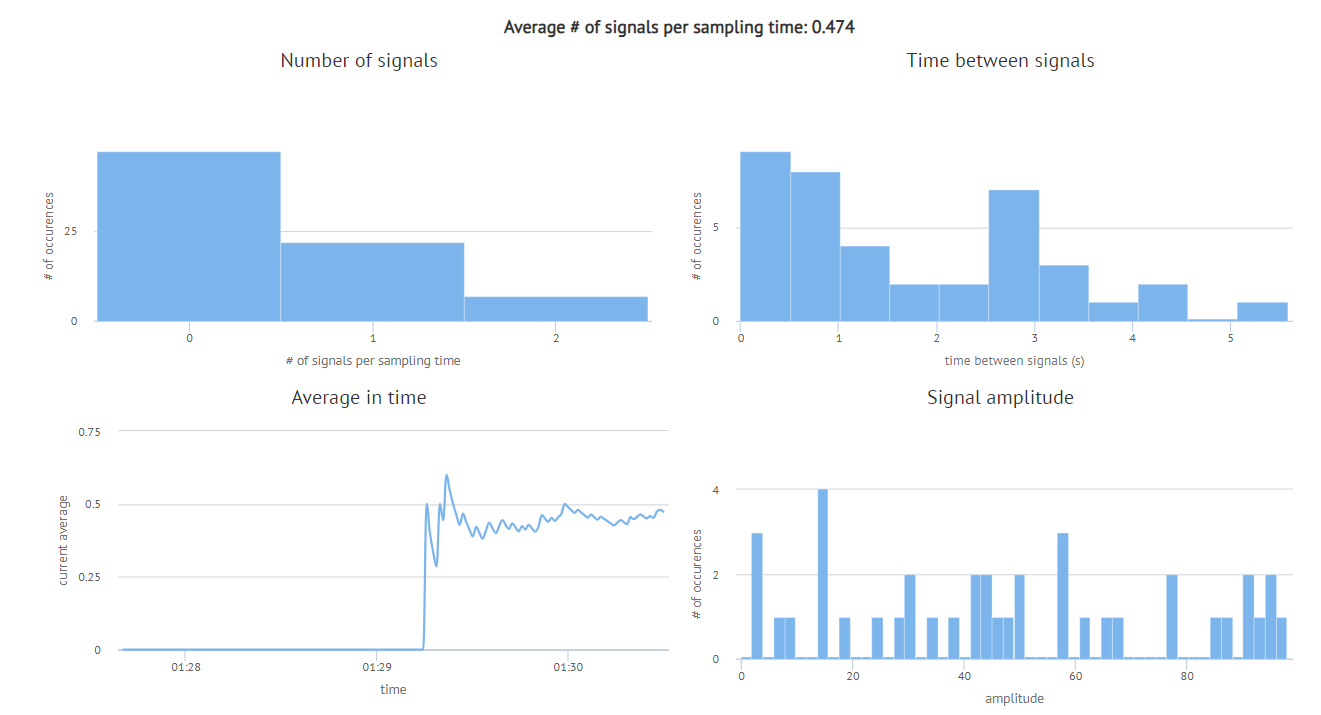 Average # of signals per sampling time: 0.474
Number of signals
# of occurences
25
0
0 1 2
# of signals per sampling time
Time between signals
# of occurences
5
0
0 1 2 3 4 5
time between signals (s)
Average in time
current average
0.75
0.5
0.25
0
01:28 01:29 01:30
time
Signal amplitude
# of occurences
4
2
0
0 20 40 60 80
amplitude